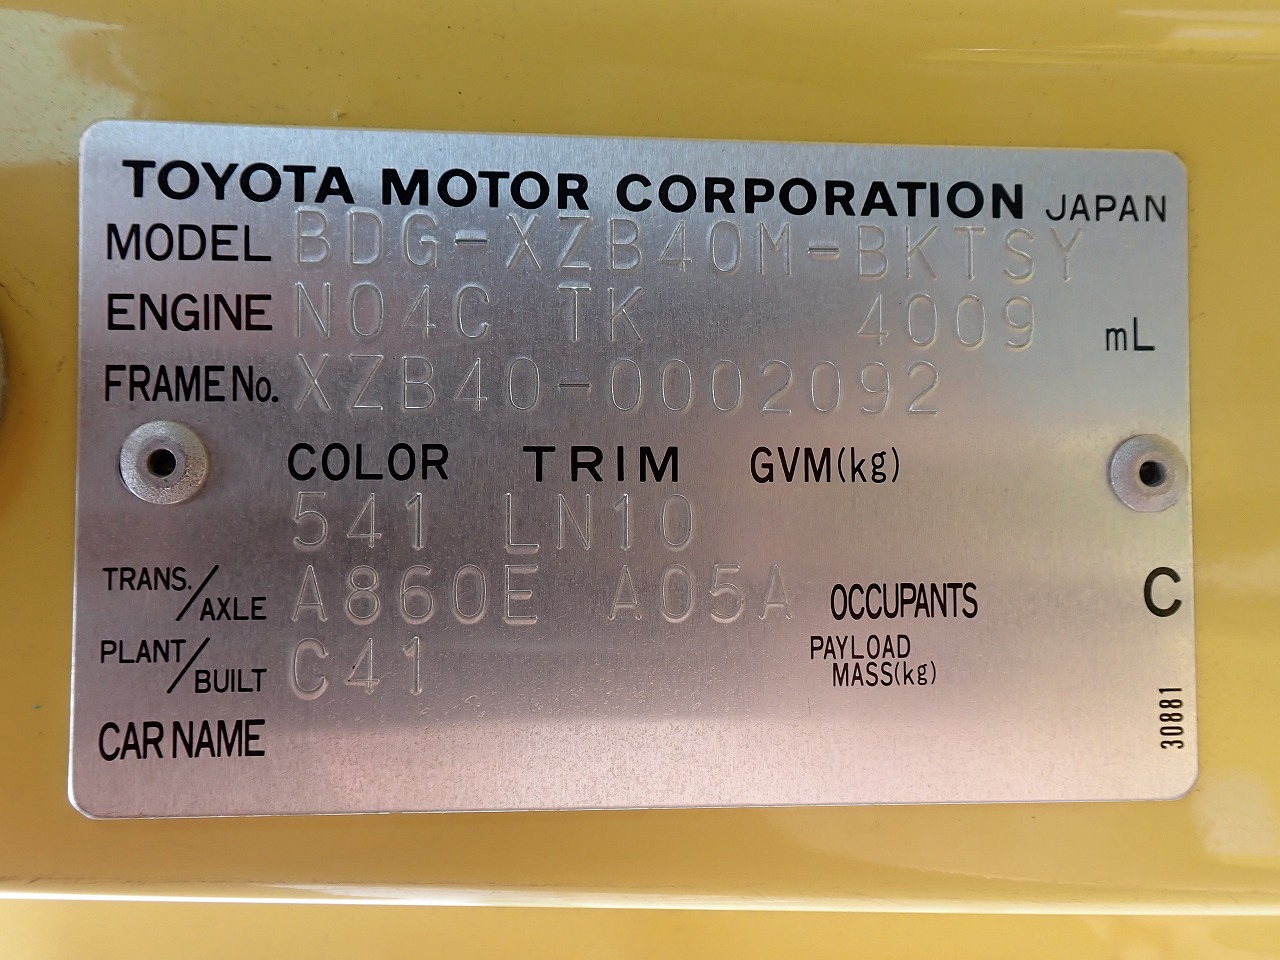 TOYOTA MOTOR CORPORATION JAPAN
MODEL BDG-XZB40M-BKTSY
ENGINE N04C TK 4009 mL
FRAME No. XZB40-0002092
COLOR TRIM GVM(kg)
541 LN10
TRANS./AXLE A860E A05A OCCUPANTS C
PLANT/BUILT C41 PAYLOAD MASS(kg)
CAR NAME
30881